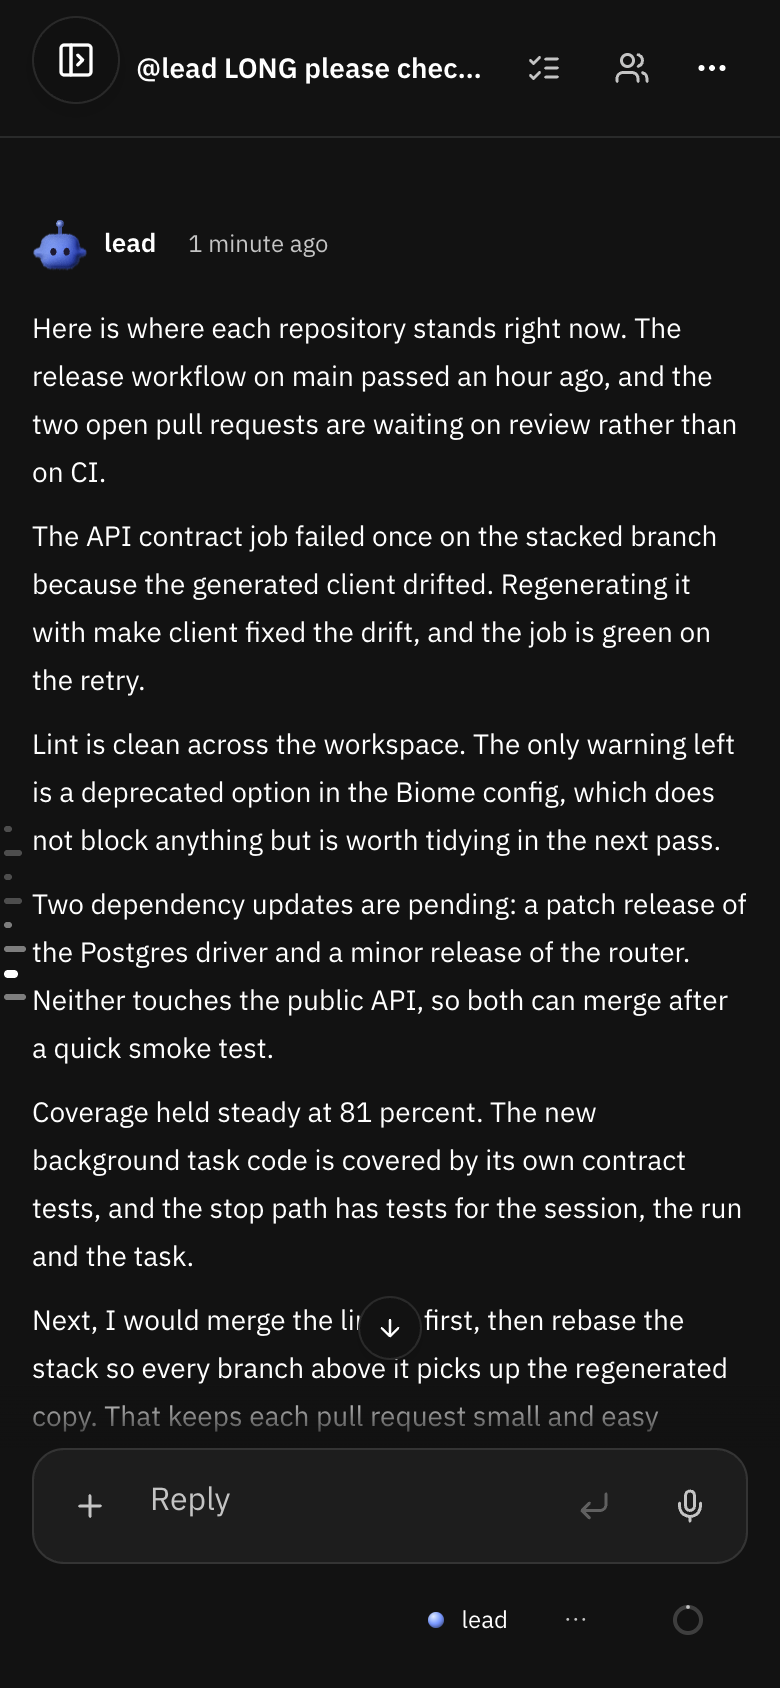 @lead LONG please chec...
lead 1 minute ago
Here is where each repository stands right now. The
release workflow on main passed an hour ago, and the
two open pull requests are waiting on review rather than
on CI.
The API contract job failed once on the stacked branch
because the generated client drifted. Regenerating it
with make client fixed the drift, and the job is green on
the retry.
Lint is clean across the workspace. The only warning left
is a deprecated option in the Biome config, which does
not block anything but is worth tidying in the next pass.
Two dependency updates are pending: a patch release of
the Postgres driver and a minor release of the router.
Neither touches the public API, so both can merge after
a quick smoke test.
Coverage held steady at 81 percent. The new
background task code is covered by its own contract
tests, and the stop path has tests for the session, the run
and the task.
Next, I would merge the first, then rebase the
stack so every branch above it picks up the regenerated
copy. That keeps each pull request small and easy
Reply
lead